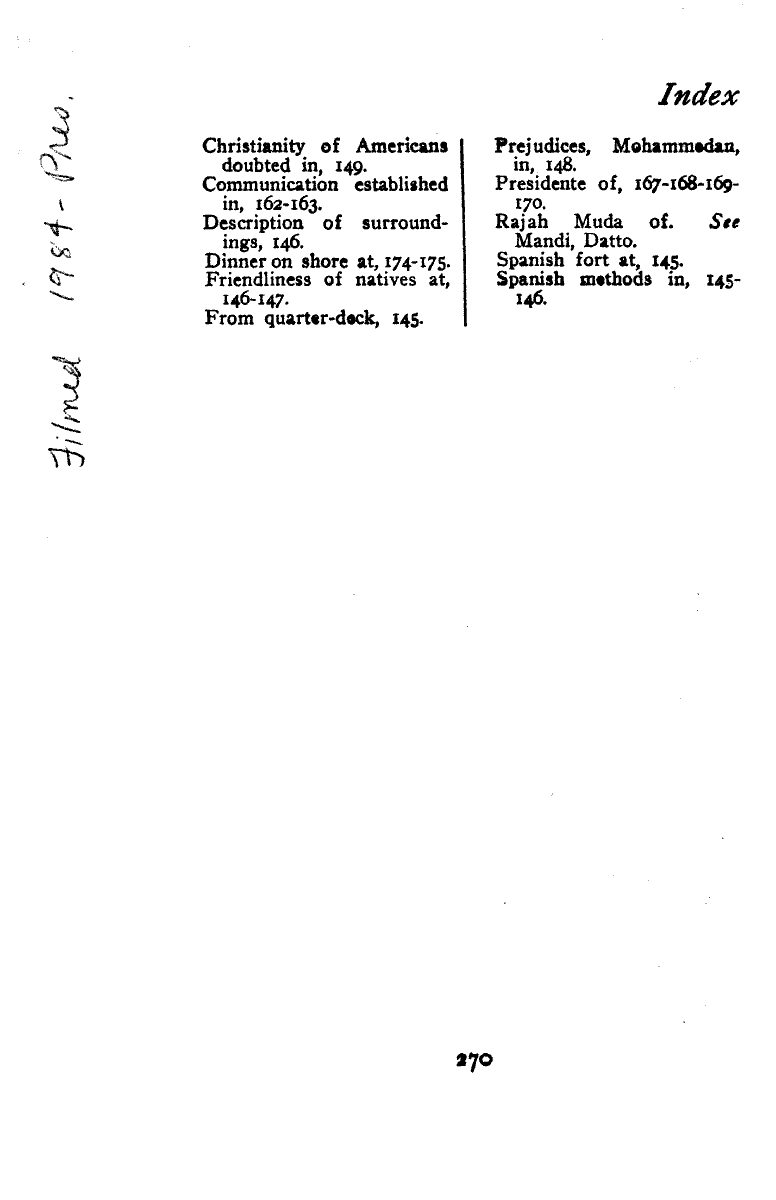 Index
Christianity of Americans
doubted in, 149.
Communication established
in, 162-163.
Description of surround-
ings, 146.
Dinner on shore at, 174-175.
Friendliness of natives at,
146-147.
From quarter-deck, 145.
Prejudices, Mohammedan,
in, 148.
Presidente of, 167-168-169-
170.
Rajah Muda of. See
Mandi, Datto.
Spanish fort at, 145.
Spanish methods in, 145-
146.
270
Filmed 1984 - Pres.